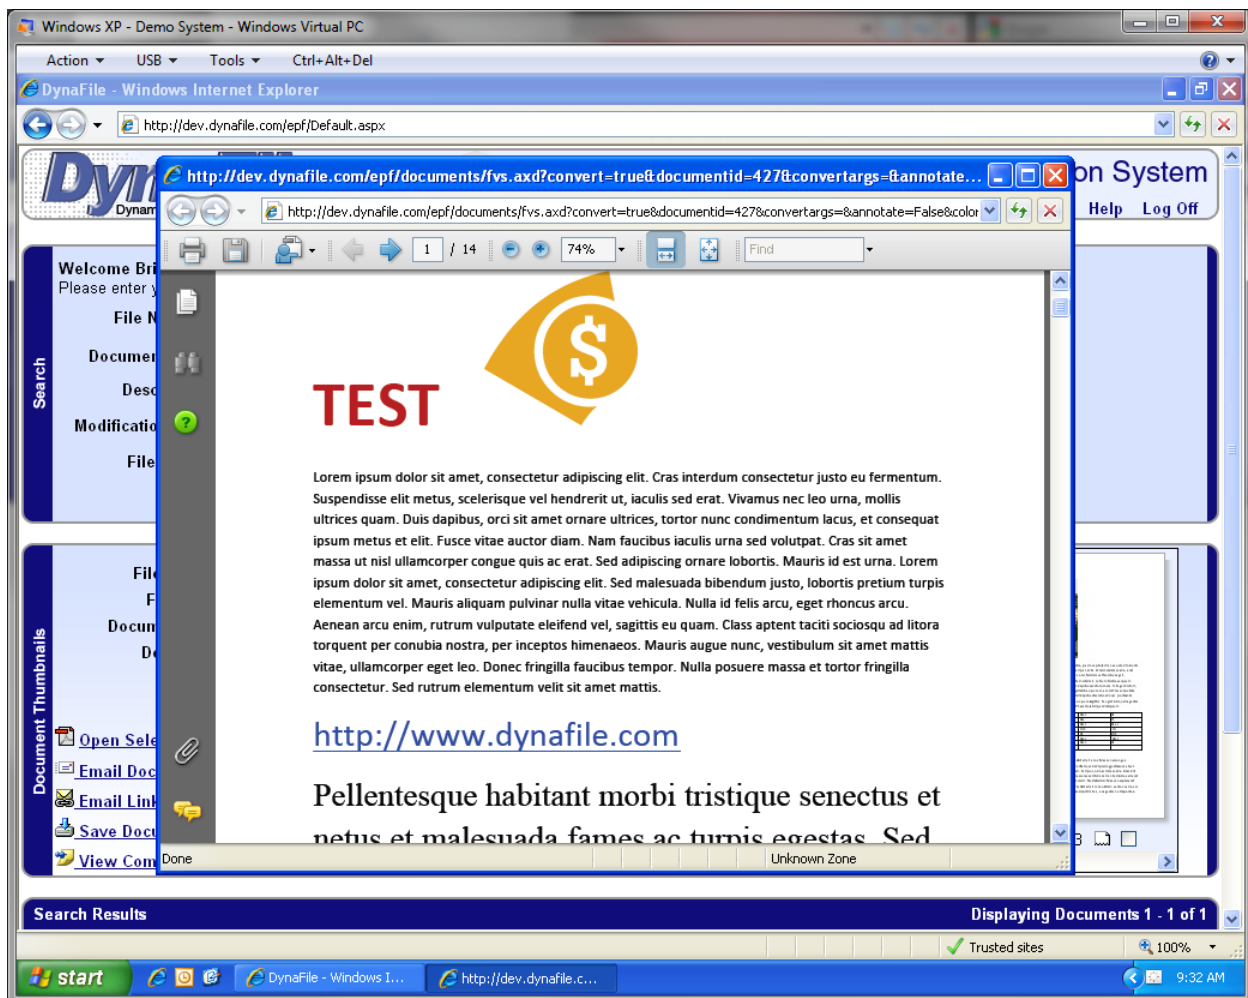 Windows XP - Demo System - Windows Virtual PC
Action USB Tools Ctrl+Alt+Del
DynaFile - Windows Internet Explorer
http://dev.dynafile.com/epf/Default.aspx
on System
Help Log Off
Dynam
http://dev.dynafile.com/epf/documents/fvs.axd?convert=true&documentid=427&convertargs=&annotate...
http://dev.dynafile.com/epf/documents/fvs.axd?convert=true&documentid=427&convertargs=&annotate=False&color
1 / 14 74% Find
Search
Welcome Bri
Please enter y
File N
Documen
Desc
Modificatio
File
$
TEST
Lorem ipsum dolor sit amet, consectetur adipiscing elit. Cras interdum consectetur justo eu fermentum.
Suspendisse elit metus, scelerisque vel hendrerit ut, iaculis sed erat. Vivamus nec leo urna, mollis
ultrices quam. Duis dapibus, orci sit amet ornare ultrices, tortor nunc condimentum lacus, et consequat
ipsum metus et elit. Fusce vitae auctor diam. Nam faucibus iaculis urna sed volutpat. Cras sit amet
massa ut nisl ullamcorper congue quis ac erat. Sed adipiscing ornare lobortis. Mauris id est urna. Lorem
ipsum dolor sit amet, consectetur adipiscing elit. Sed malesuada bibendum justo, lobortis pretium turpis
elementum vel. Mauris aliquam pulvinar nulla vitae vehicula. Nulla id felis arcu, eget rhoncus arcu.
Aenean arcu enim, rutrum vulputate eleifend vel, sagittis eu quam. Class aptent taciti sociosqu ad litora
torquent per conubia nostra, per inceptos himenaeos. Mauris augue nunc, vestibulum sit amet mattis
vitae, ullamcorper eget leo. Donec fringilla faucibus tempor. Nulla posuere massa et tortor fringilla
consectetur. Sed rutrum elementum velit sit amet mattis.
http://www.dynafile.com
Pellentesque habitant morbi tristique senectus et
netus et malesuada fames ac turpis egestas. Sed
Document Thumbnails
File
F
Docum
De
Open Sele
Email Doc
Email Link
Save Docu
View Com
Done Unknown Zone
3
Search Results Displaying Documents 1 - 1 of 1
Trusted sites 100%
start DynaFile - Windows I... http://dev.dynafile.c... 9:32 AM